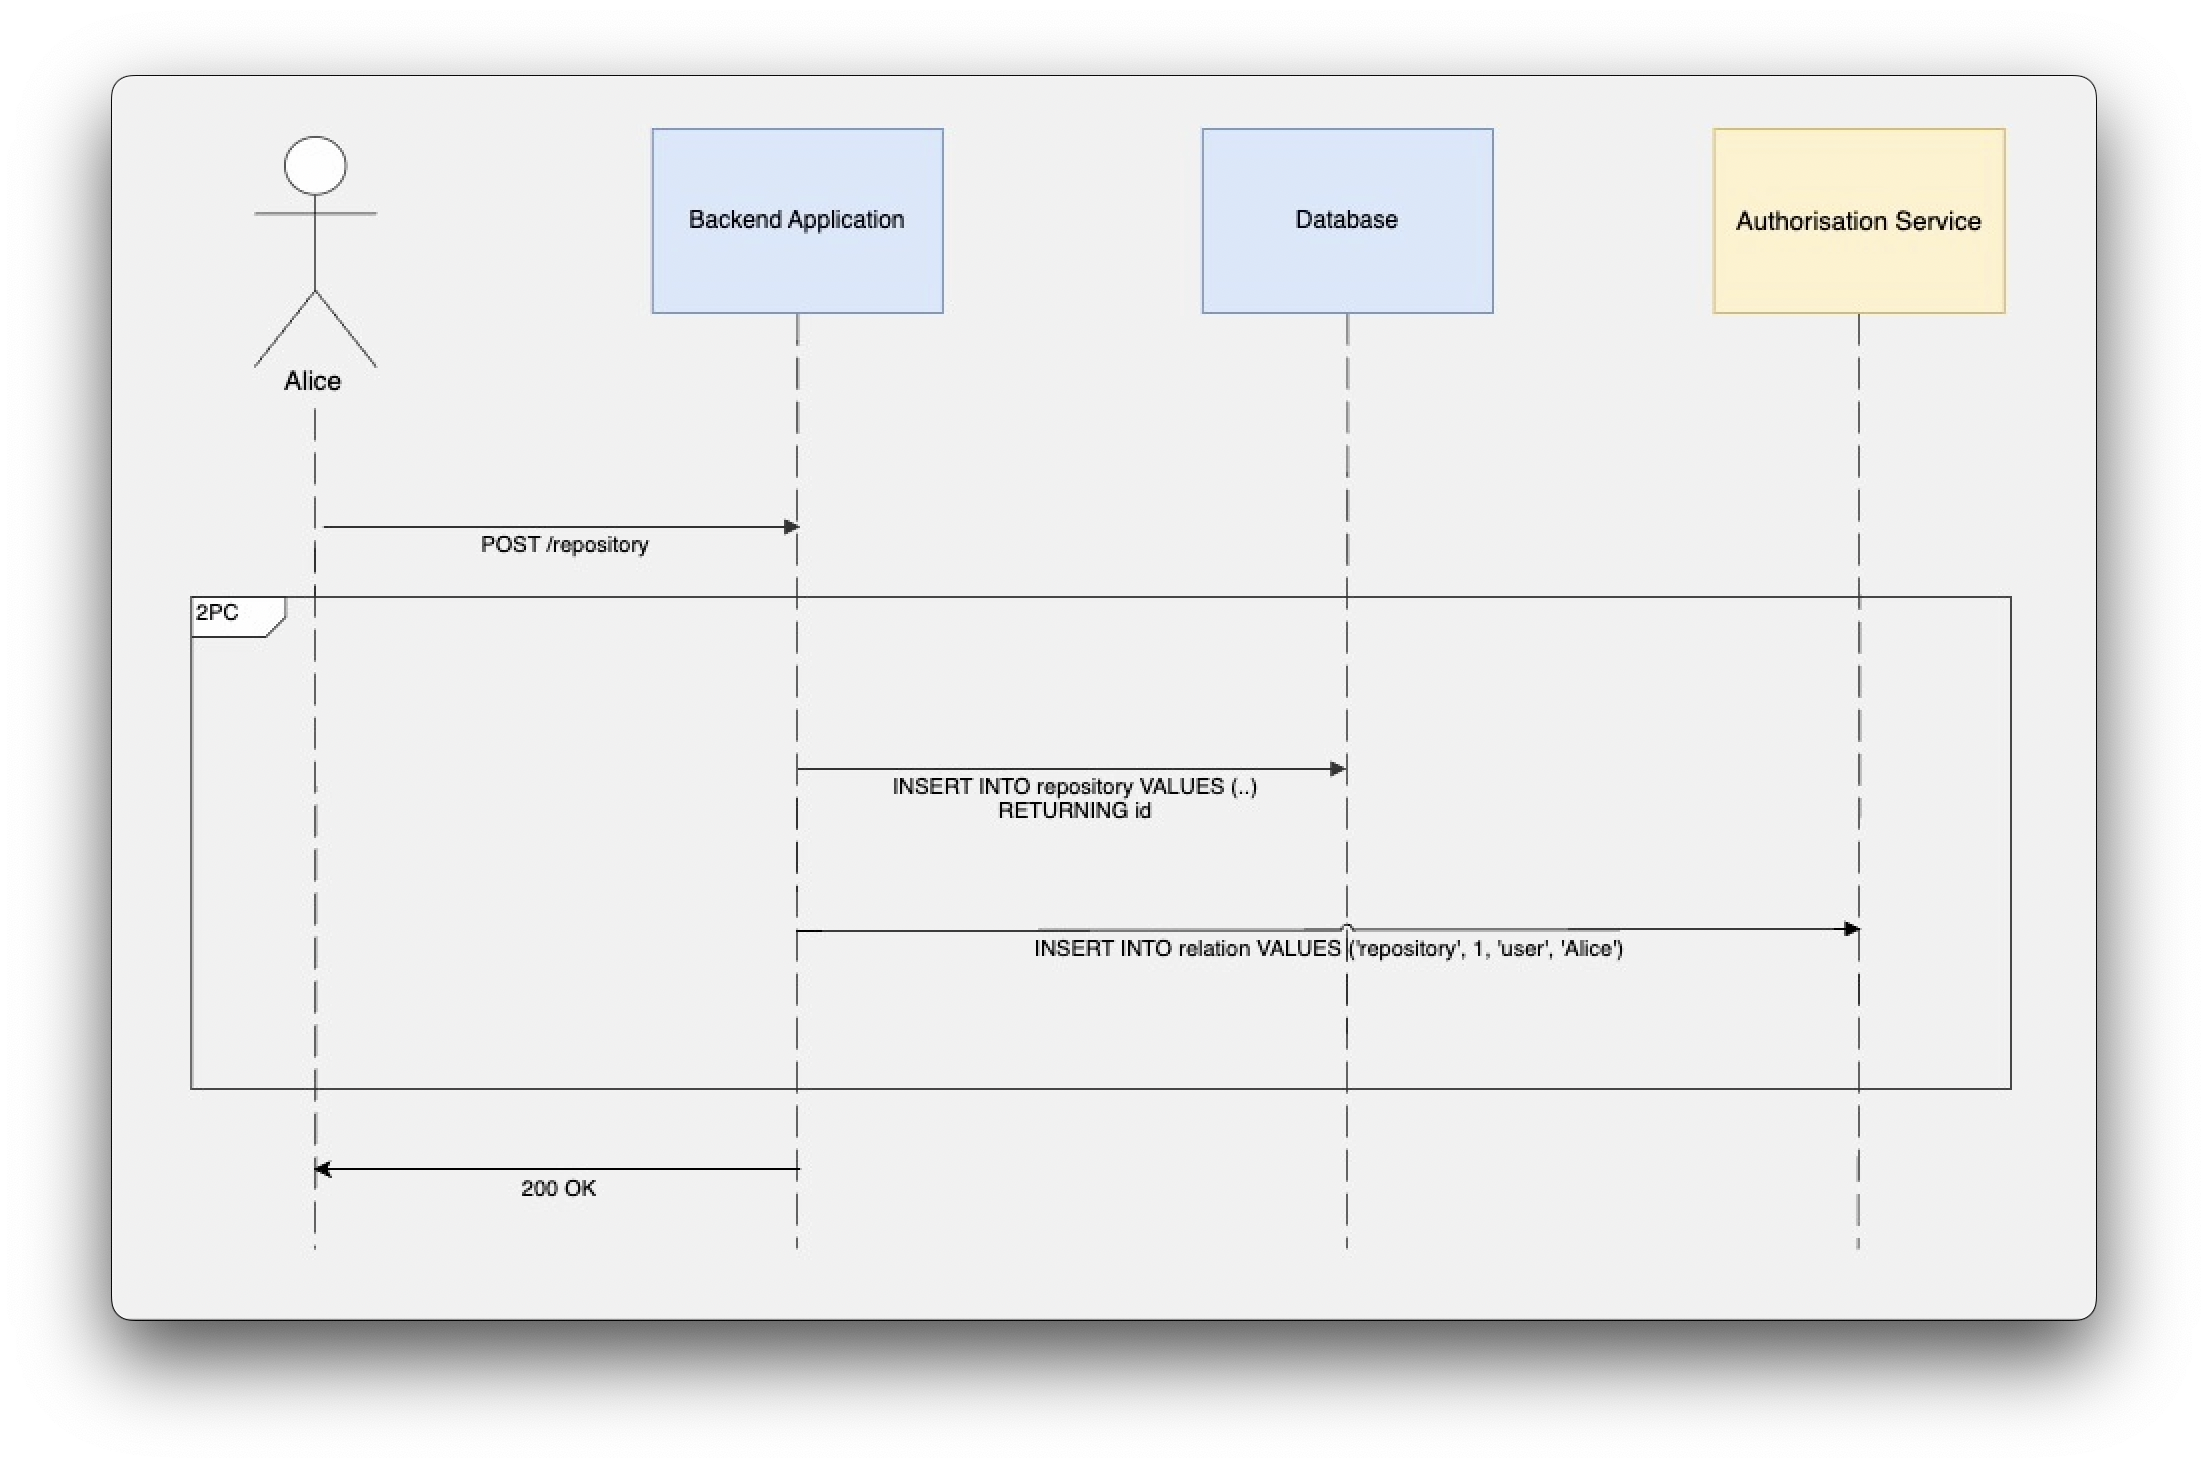 Backend Application
Database
Authorisation Service
Alice
POST /repository
2PC
INSERT INTO repository VALUES (..)
RETURNING id
INSERT INTO relation VALUES ('repository', 1, 'user', 'Alice')
200 OK